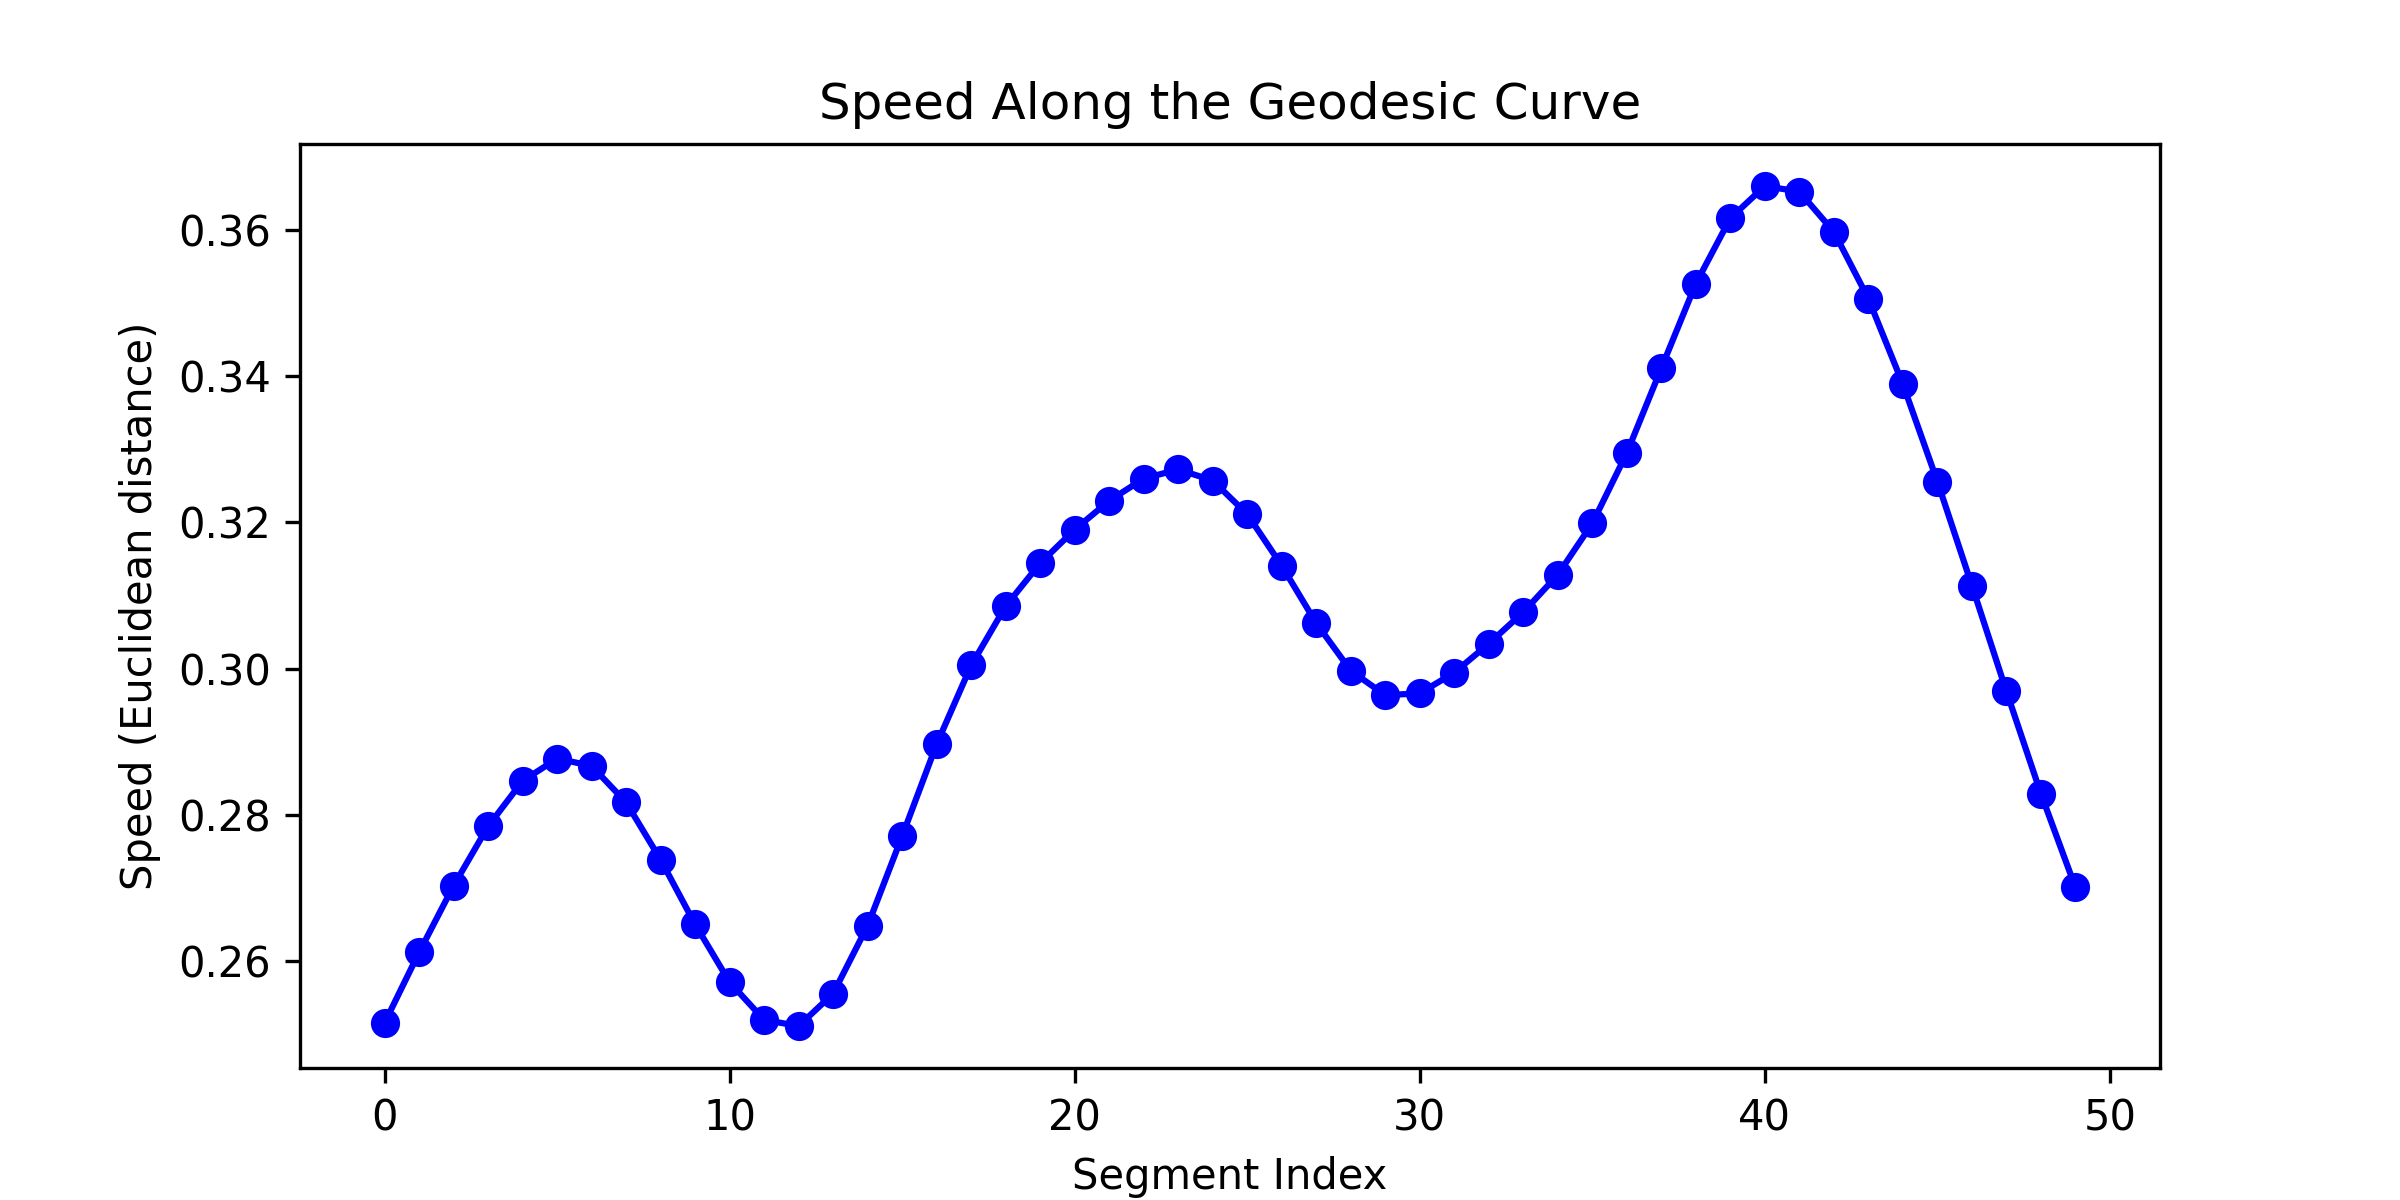 Speed Along the Geodesic Curve
Speed (Euclidean distance)
0.36
0.34
0.32
0.30
0.28
0.26
0 10 20 30 40 50
Segment Index